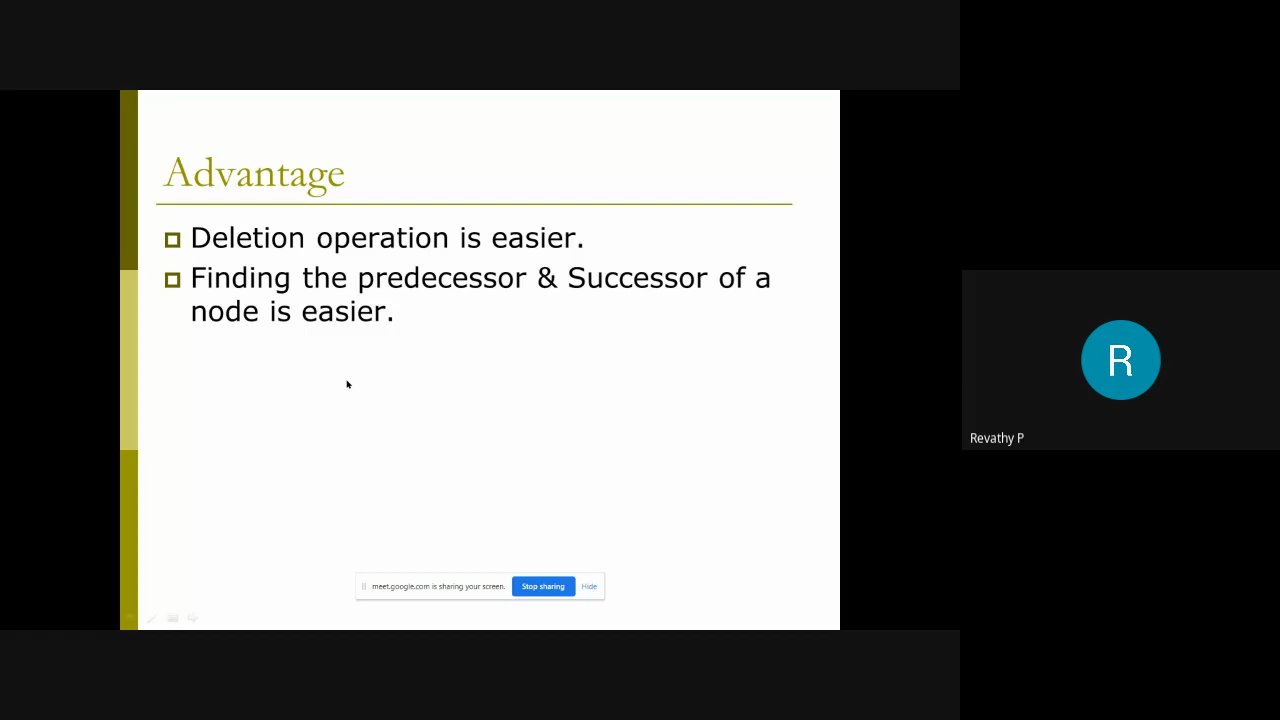 Advantage
Deletion operation is easier.
Finding the predecessor & Successor of a
node is easier.
meet.google.com is sharing your screen. Stop sharing Hide
R
Revathy P